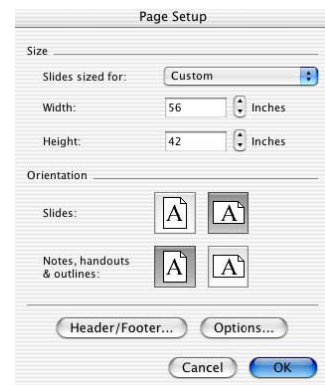 Page Setup
Size
Slides sized for: Custom
Width: 56 Inches
Height: 42 Inches
Orientation
Slides: A A
Notes, handouts
& outlines: A A
Header/Footer... Options...
Cancel OK